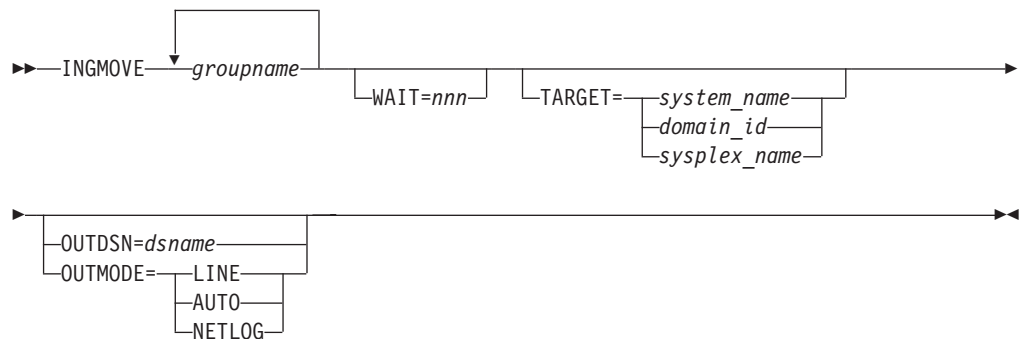 INGMOVE groupname
WAIT=nnn TARGET= system_name
domain_id
sysplex_name
OUTDSN=dsname
OUTMODE= LINE
AUTO
NETLOG